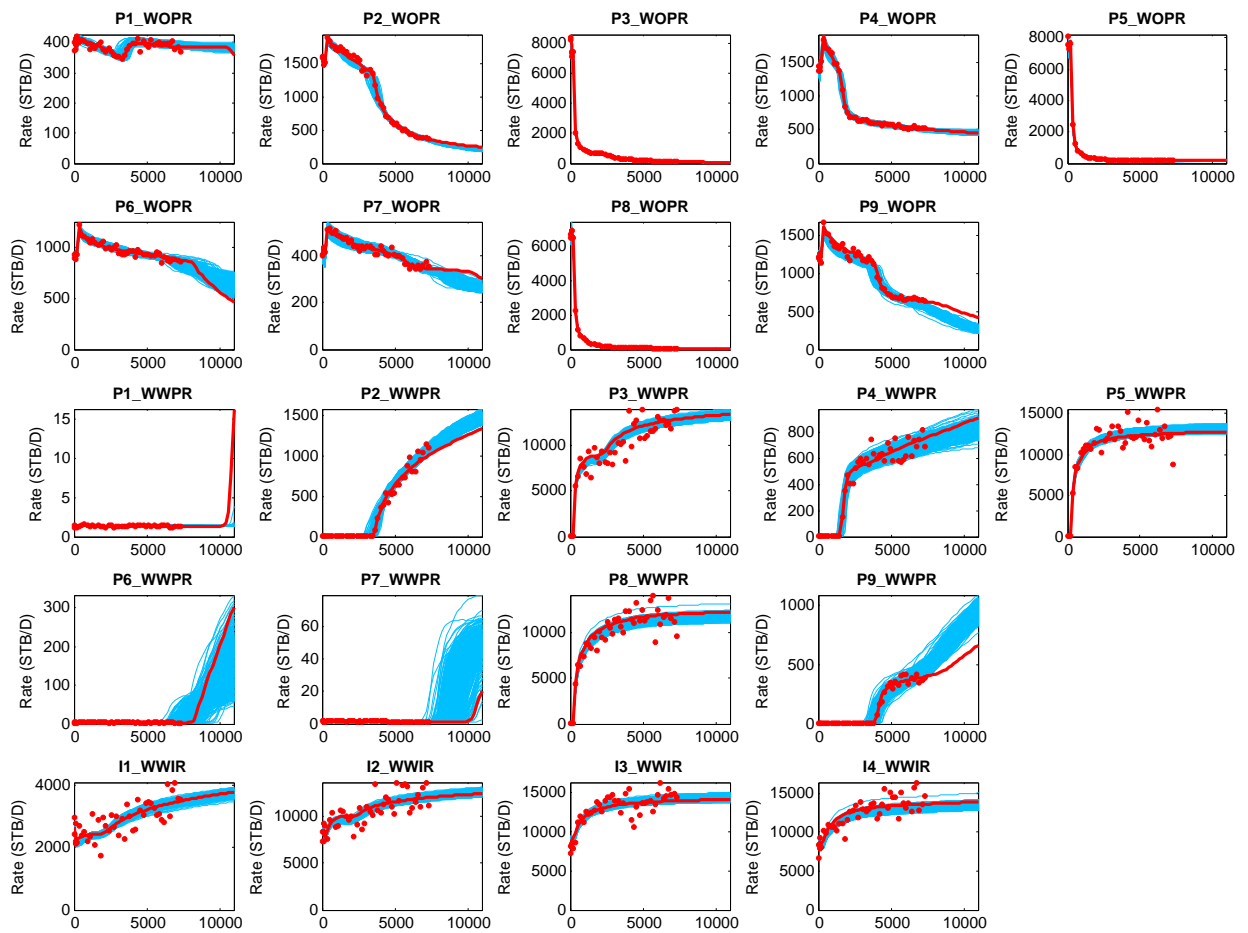 P1_WOPR P2_WOPR P3_WOPR P4_WOPR P5_WOPR
Rate (STB/D) Rate (STB/D) Rate (STB/D) Rate (STB/D) Rate (STB/D)
400 300 200 100 0
1500 1000 500 0
8000 6000 4000 2000 0
1500 1000 500 0
8000 6000 4000 2000 0
0 5000 10000 0 5000 10000 0 5000 10000 0 5000 10000 0 5000 10000
P6_WOPR P7_WOPR P8_WOPR P9_WOPR
Rate (STB/D) Rate (STB/D) Rate (STB/D) Rate (STB/D)
1000 500 0
400 200 0
6000 4000 2000 0
1500 1000 500 0
0 5000 10000 0 5000 10000 0 5000 10000 0 5000 10000
P1_WWPR P2_WWPR P3_WWPR P4_WWPR P5_WWPR
Rate (STB/D) Rate (STB/D) Rate (STB/D) Rate (STB/D) Rate (STB/D)
15 10 5 0
1500 1000 500 0
10000 5000 0
800 600 400 200 0
15000 10000 5000 0
0 5000 10000 0 5000 10000 0 5000 10000 0 5000 10000 0 5000 10000
P6_WWPR P7_WWPR P8_WWPR P9_WWPR
Rate (STB/D) Rate (STB/D) Rate (STB/D) Rate (STB/D)
300 200 100 0
60 40 20 0
10000 5000 0
1000 500 0
0 5000 10000 0 5000 10000 0 5000 10000 0 5000 10000
I1_WWIR I2_WWIR I3_WWIR I4_WWIR
Rate (STB/D) Rate (STB/D) Rate (STB/D) Rate (STB/D)
4000 2000 0
10000 5000 0
15000 10000 5000 0
15000 10000 5000 0
0 5000 10000 0 5000 10000 0 5000 10000 0 5000 10000